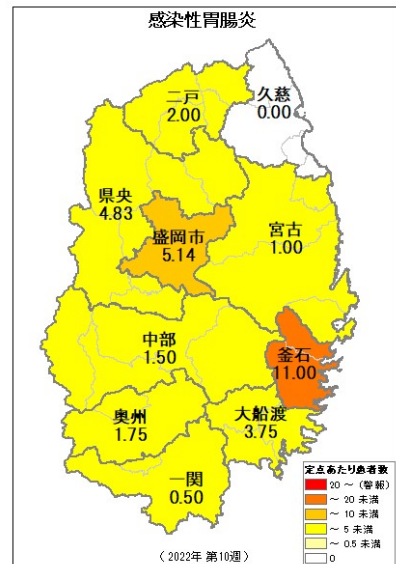 感染性胃腸炎
二戸
2.00
久慈
0.00
県央
4.83
盛岡市
5.14
宮古
1.00
中部
1.50
釜石
11.00
奥州
1.75
大船渡
3.75
一関
0.50
定点あたり患者数
20 ～ (警報)
～ 20 未満
～ 10 未満
～ 5 未満
～ 0.5 未満
0
( 2022年 第10週 )